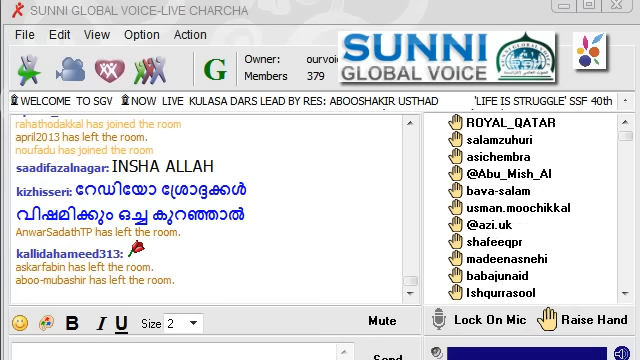 SUNNI GLOBAL VOICE-LIVE CHARCHA
File Edit View Option Action
G
Owner: ourvoi
Members 379
SUNNI
GLOBAL VOICE
WELCOME TO SGV NOW LIVE KULASA DARS LEAD BY RES: ABOOSHAKIR USTHAD 'LIFE IS STRUGGLE' SSF 40th
rahathodakkal has joined the room
april2013 has left the room.
noufadu has joined the room
saadifazalnagar: INSHA ALLAH
kizhisseri: റേഡിയോ ശ്രോദ്ദക്കൾ
വിഷമിക്കും ഒച്ച കുറഞ്ഞാൽ
AnwarSadathTP has left the room.
kallidahameed313:
askarfabin has left the room.
aboo-mubashir has left the room.
ROYAL_QATAR
salamzuhuri
asichembra
@Abu_Mish_Al
bava-salam
usman.moochikkal
@azi.uk
shafeeqpr
madeenasnehi
babajunaid
Ishqurrasool
B I U Size 2 Mute
Lock On Mic Raise Hand
Send